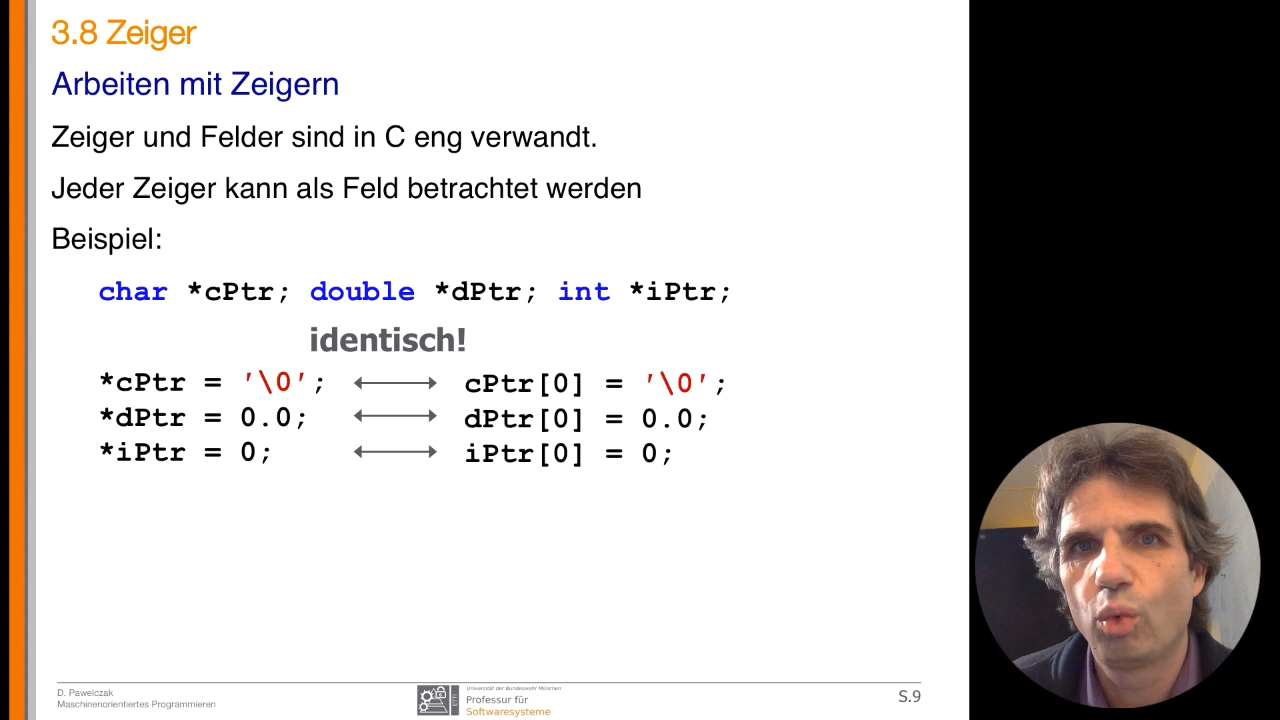 3.8 Zeiger
Arbeiten mit Zeigern
Zeiger und Felder sind in C eng verwandt.
Jeder Zeiger kann als Feld betrachtet werden
Beispiel:
char *cPtr; double *dPtr; int *iPtr;
identisch!
*cPtr = '\0'; cPtr[0] = '\0';
*dPtr = 0.0; dPtr[0] = 0.0;
*iPtr = 0; iPtr[0] = 0;
D. Pawelczak
Maschinenorientiertes Programmieren
ETTI
Universität der Bundeswehr München
Professur für
Softwaresysteme
S.9